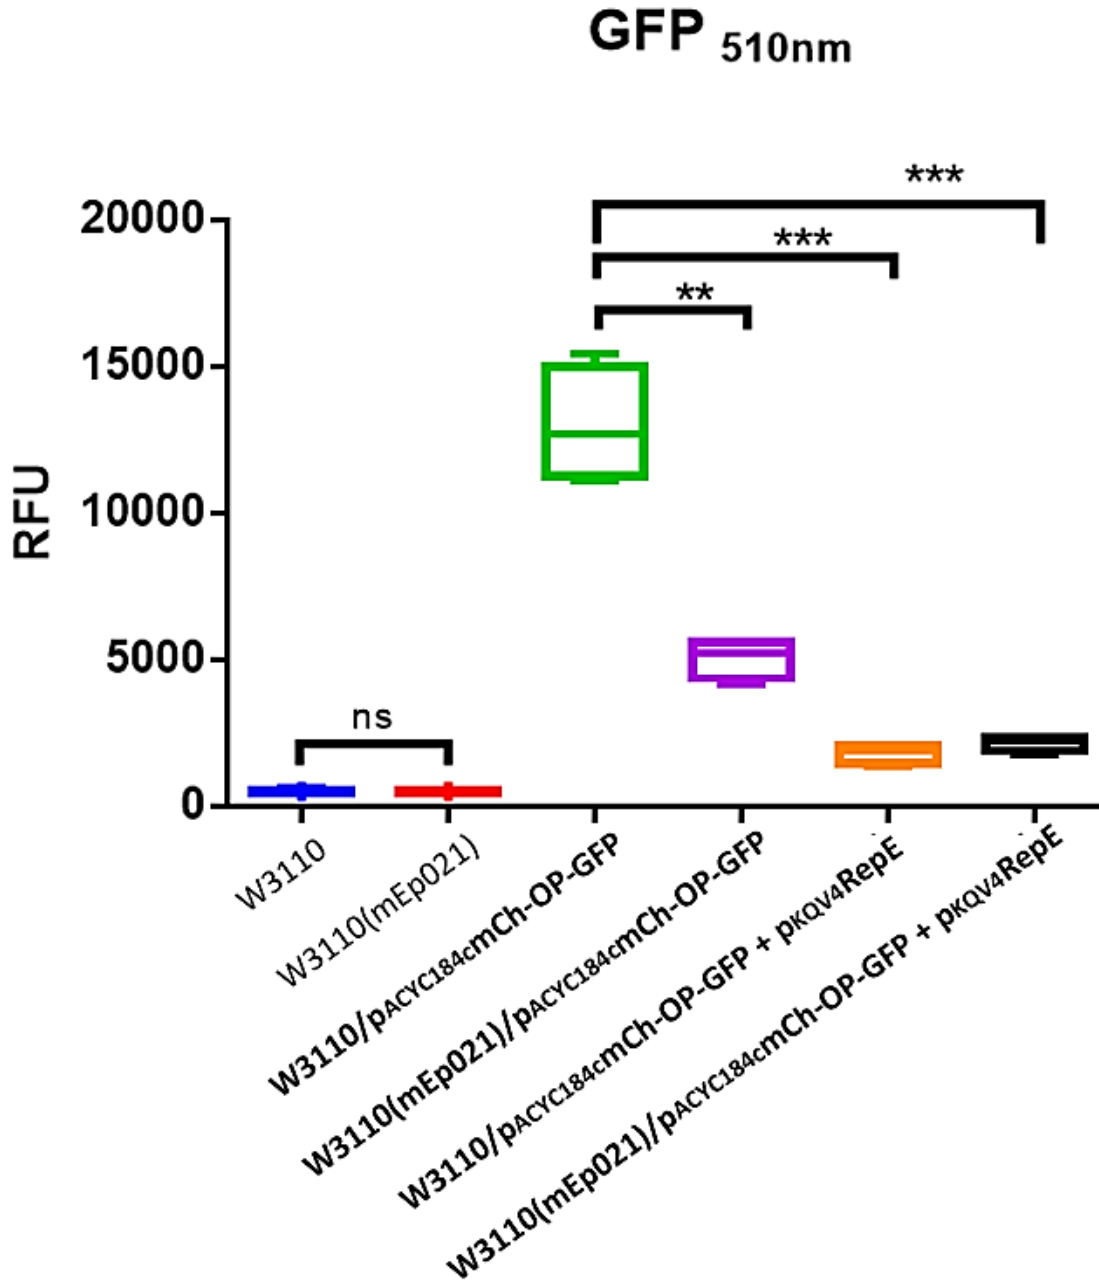 GFP 510nm
***
20000
***
**
15000
RFU
10000
5000
ns
0
W3110
W3110(mEp021)
W3110/pACYC184cmCh-OP-GFP
W3110(mEp021)/pACYC184cmCh-OP-GFP
W3110/pACYC184cmCh-OP-GFP + pKQV4RepE
W3110(mEp021)/pACYC184cmCh-OP-GFP + pKQV4RepE